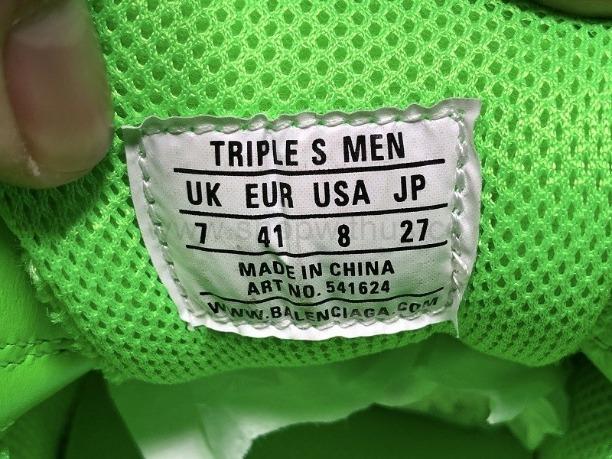 TRIPLE S MEN
UK EUR USA JP
7 41 8 27
MADE IN CHINA
ART NO. 541624
WWW.BALENCIAGA.COM